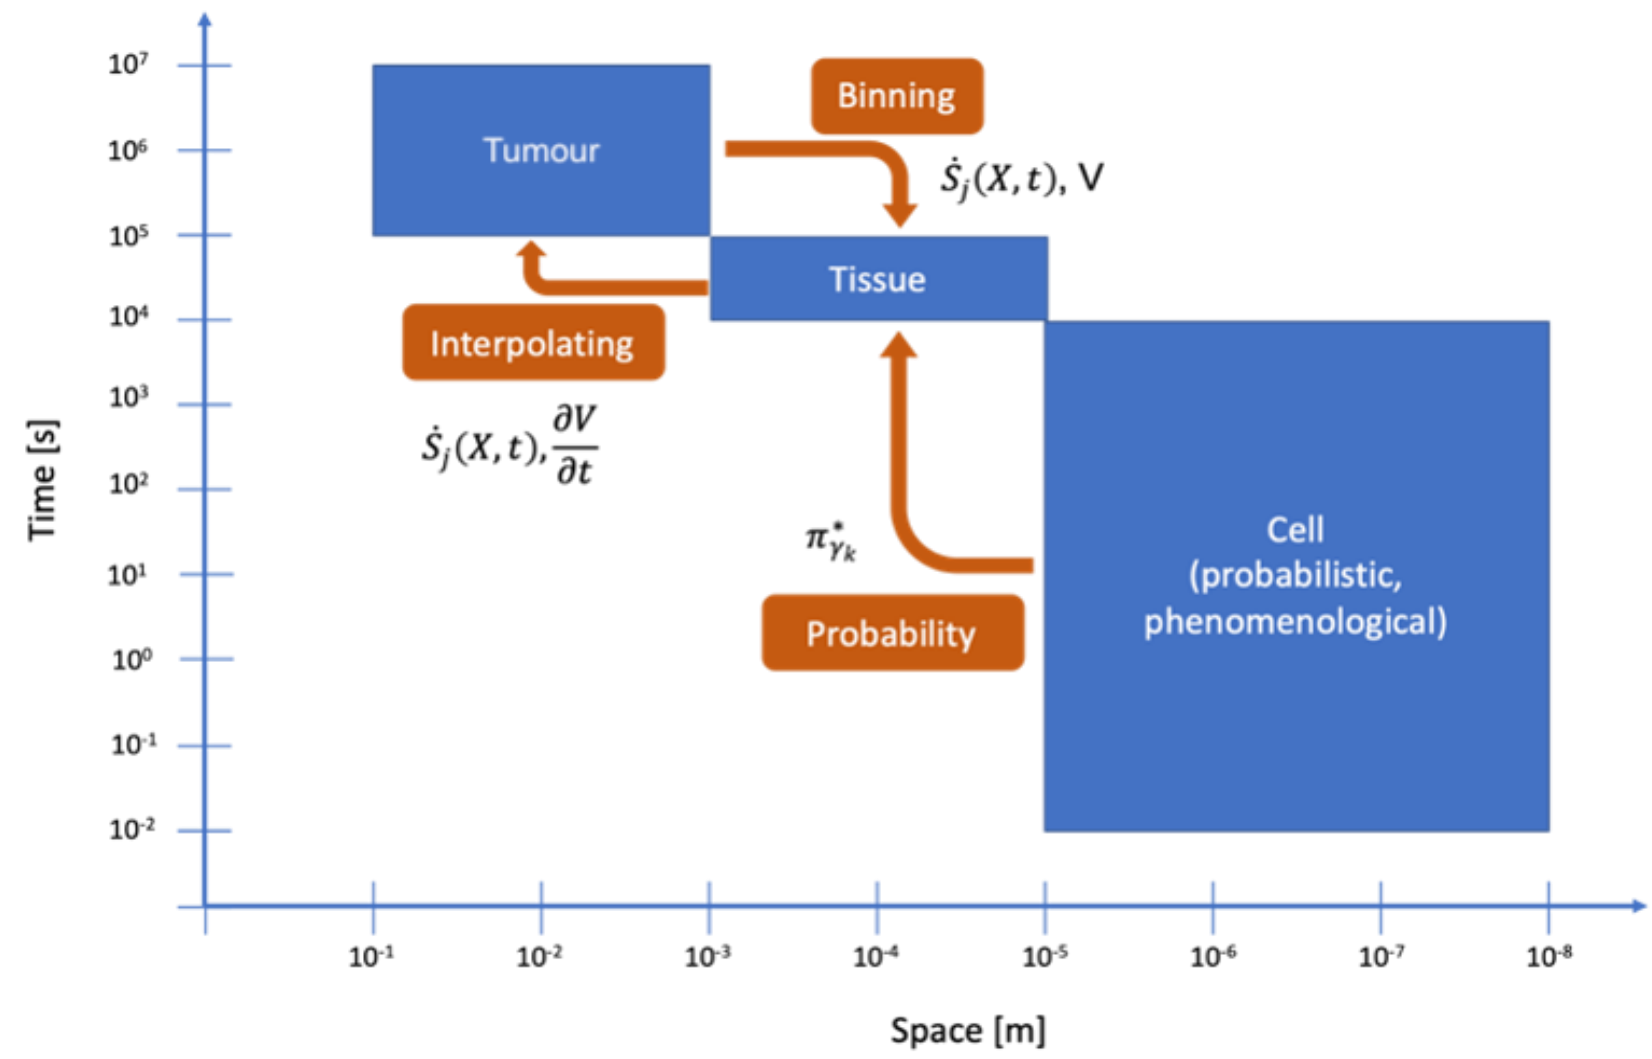 10⁷
10⁶
10⁵
10⁴
10³
10²
10¹
10⁰
10⁻¹
10⁻²
Time [s]
Tumour
Binning
Ṡⱼ(X, t), V
Tissue
Interpolating
Ṡⱼ(X, t), ∂V/∂t
π*_γₖ
Probability
Cell
(probabilistic,
phenomenological)
10⁻¹ 10⁻² 10⁻³ 10⁻⁴ 10⁻⁵ 10⁻⁶ 10⁻⁷ 10⁻⁸
Space [m]